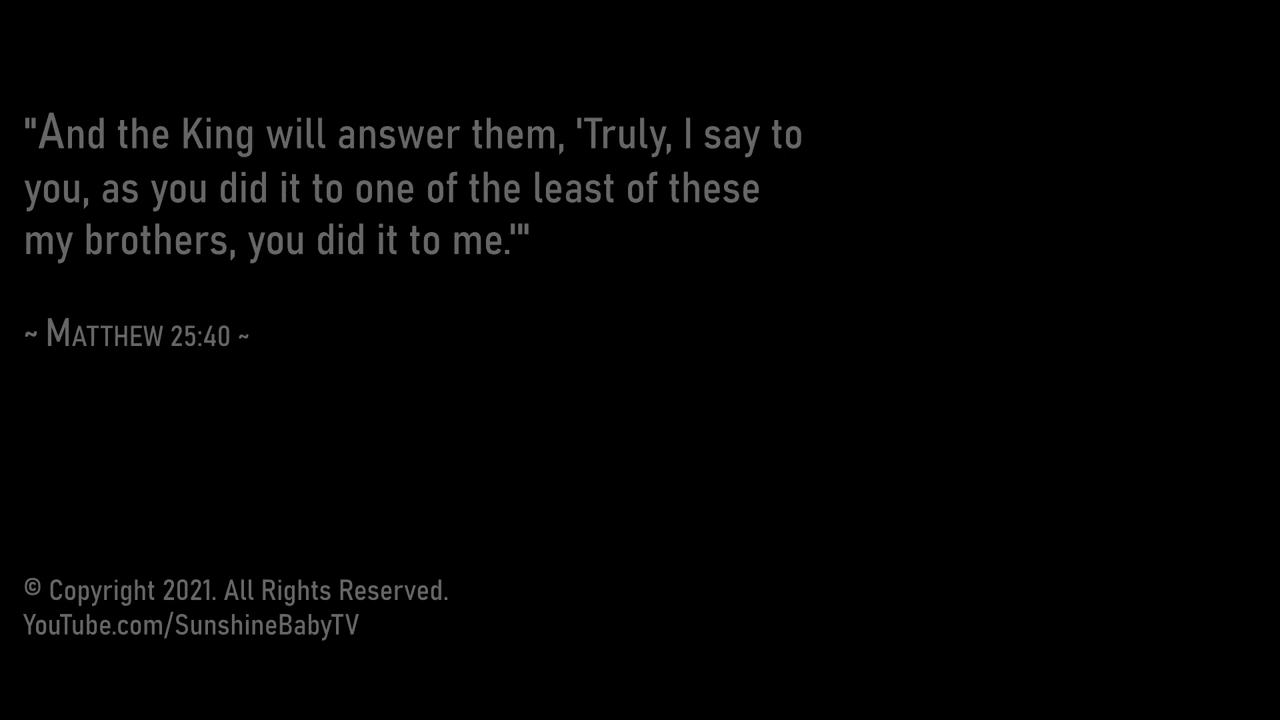 "And the King will answer them, 'Truly, I say to
you, as you did it to one of the least of these
my brothers, you did it to me.'"
~ MATTHEW 25:40 ~
© Copyright 2021. All Rights Reserved.
YouTube.com/SunshineBabyTV